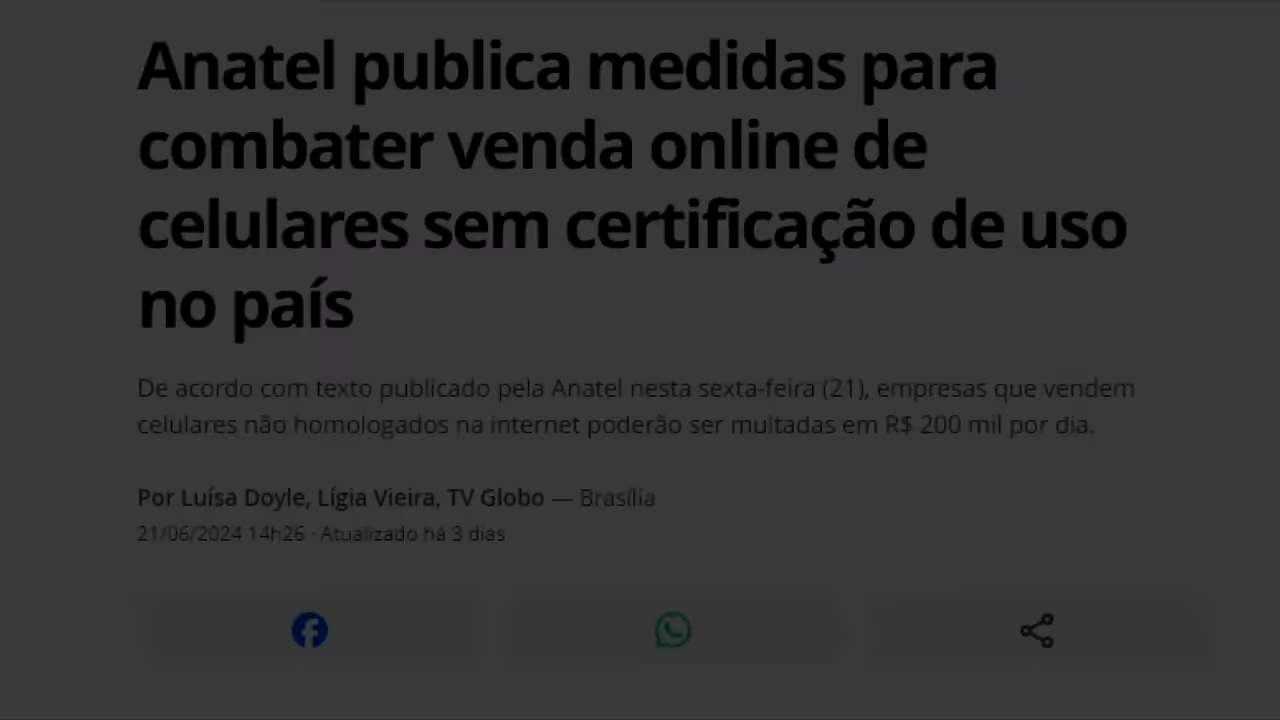 Anatel publica medidas para
combater venda online de
celulares sem certificação de uso
no país
De acordo com texto publicado pela Anatel nesta sexta-feira (21), empresas que vendem
celulares não homologados na internet poderão ser multadas em R$ 200 mil por dia.
Por Luísa Doyle, Lígia Vieira, TV Globo — Brasília
21/06/2024 14h26 · Atualizado há 3 dias